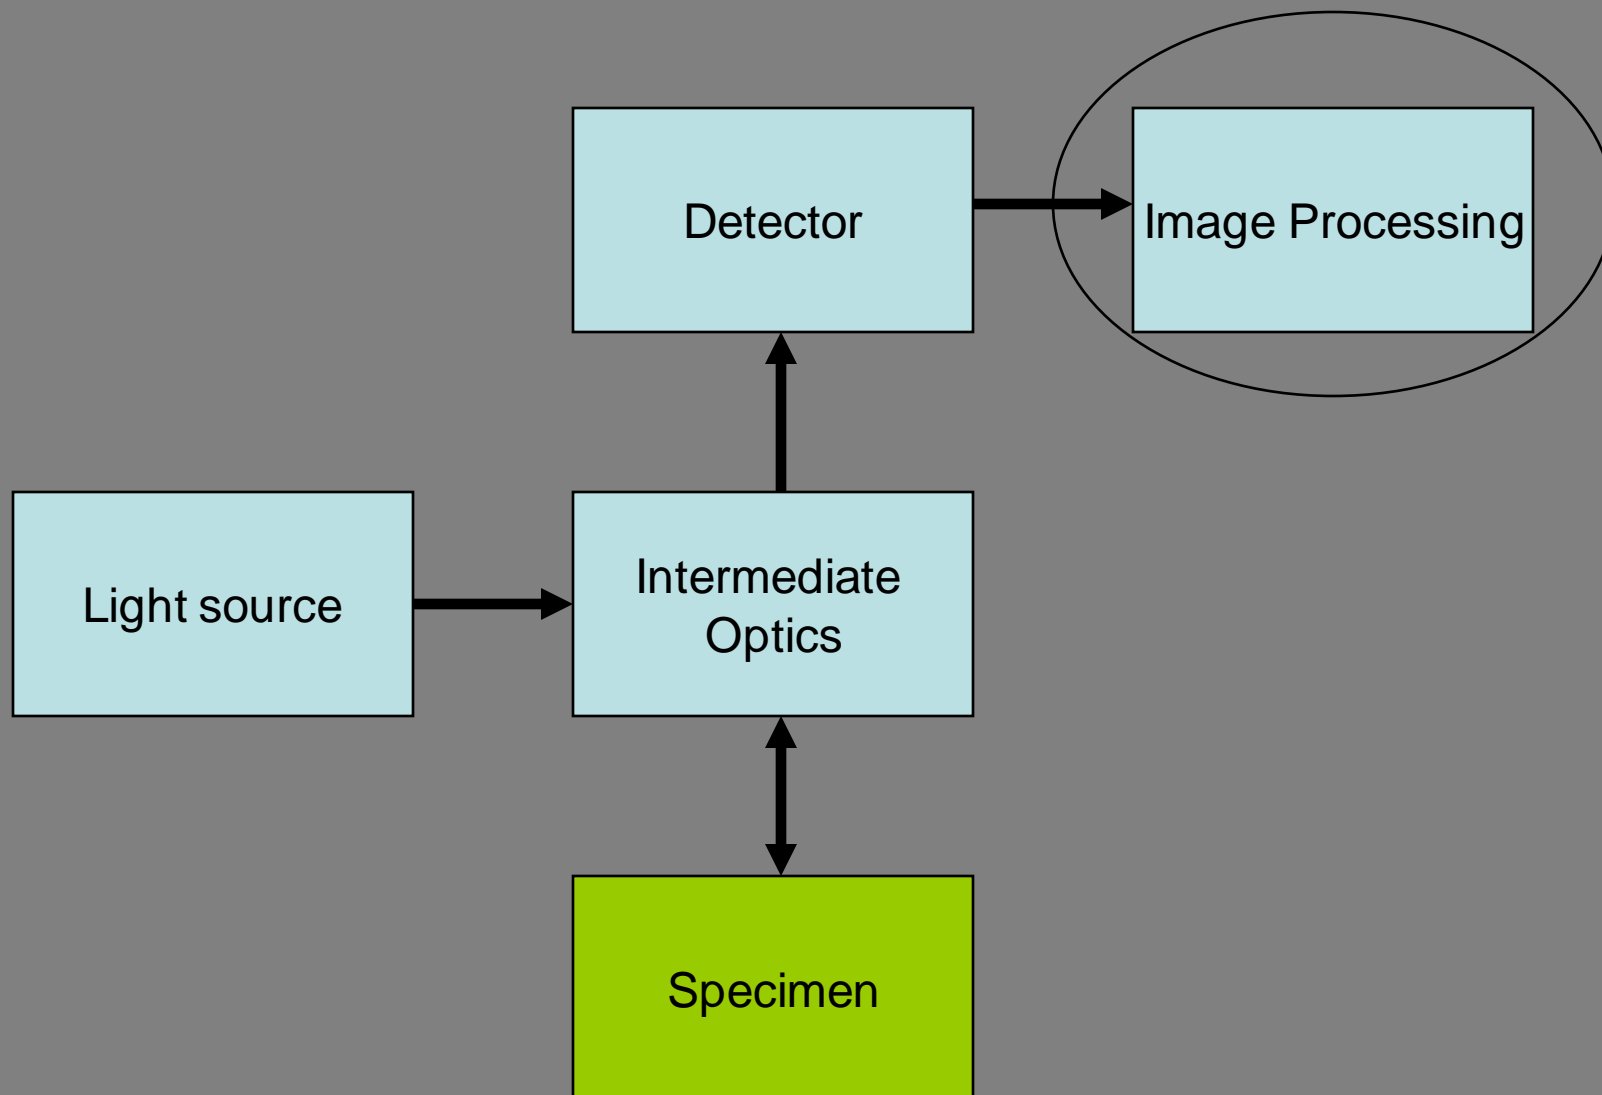 Detector
Image Processing
Light source
Intermediate
Optics
Specimen